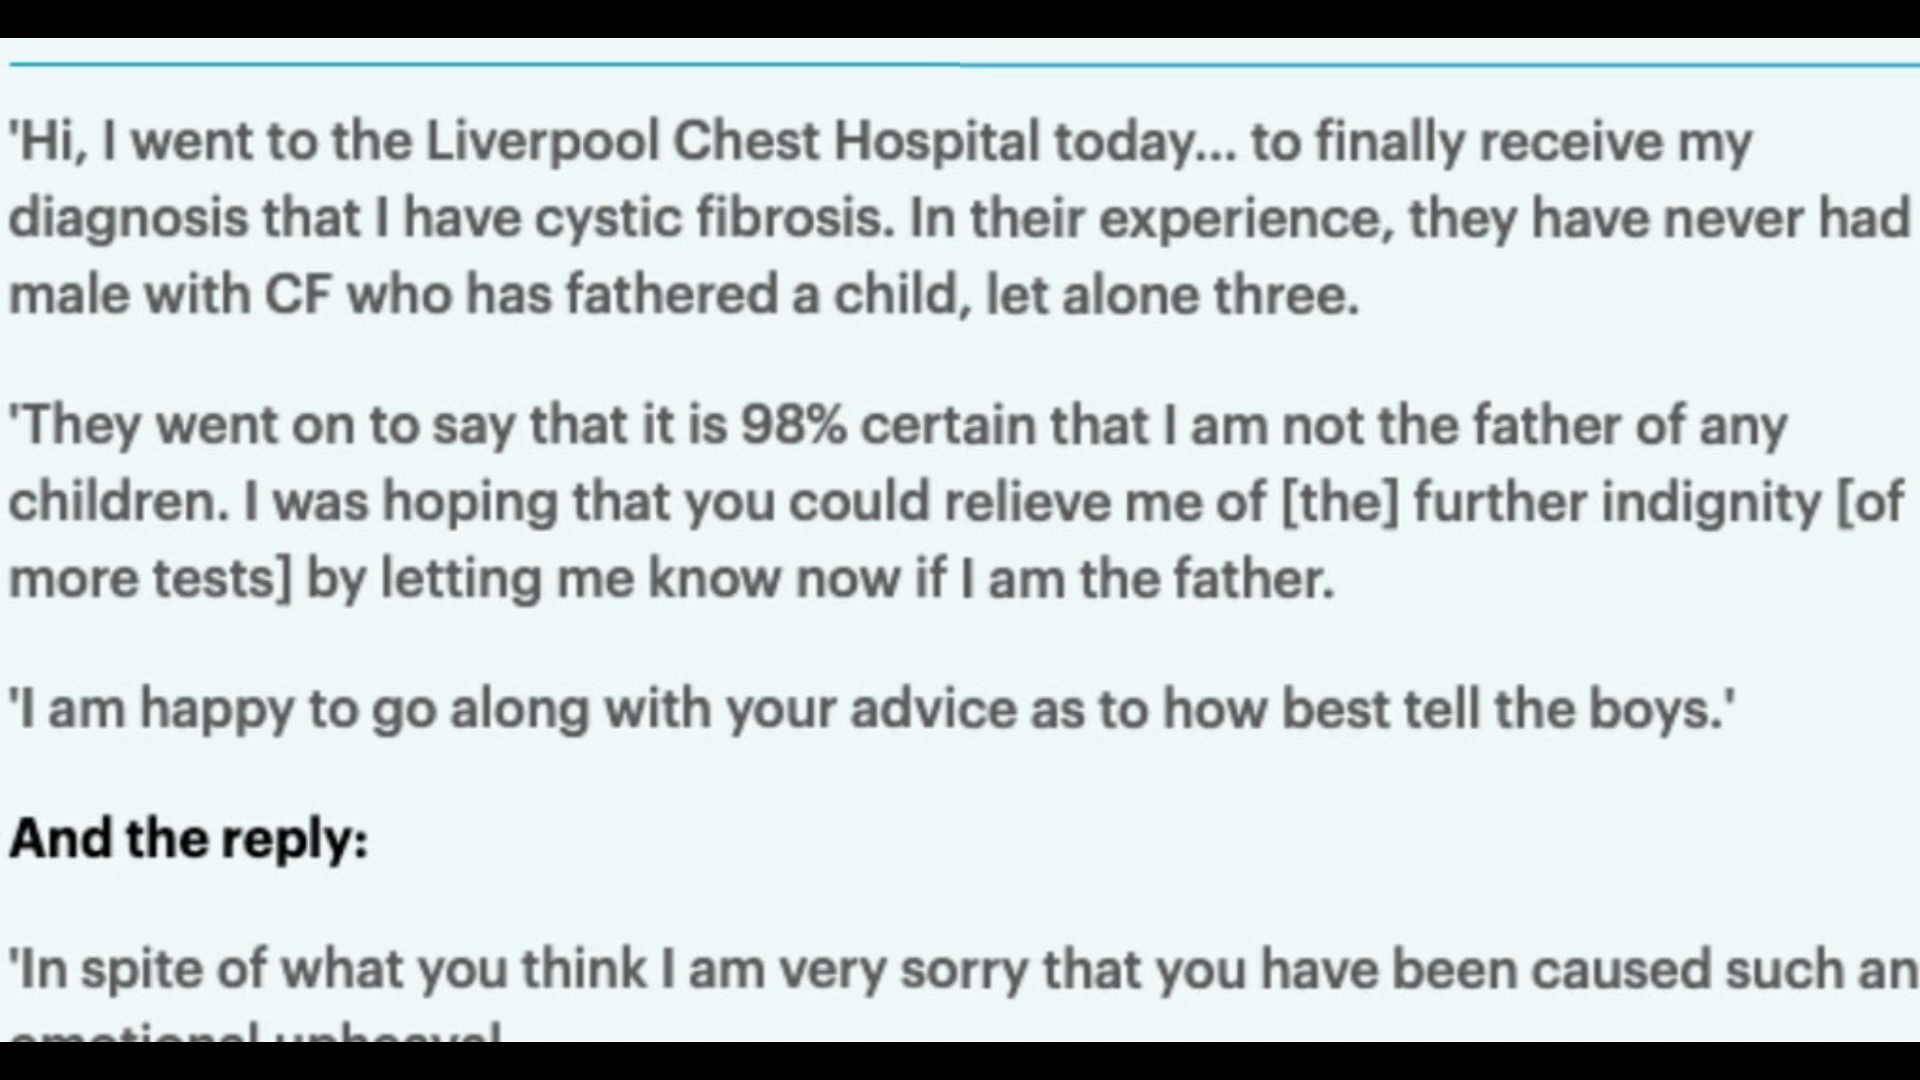 'Hi, I went to the Liverpool Chest Hospital today... to finally receive my
diagnosis that I have cystic fibrosis. In their experience, they have never had
male with CF who has fathered a child, let alone three.
'They went on to say that it is 98% certain that I am not the father of any
children. I was hoping that you could relieve me of [the] further indignity [of
more tests] by letting me know now if I am the father.
'I am happy to go along with your advice as to how best tell the boys.'
And the reply:
'In spite of what you think I am very sorry that you have been caused such an
emotional upheaval